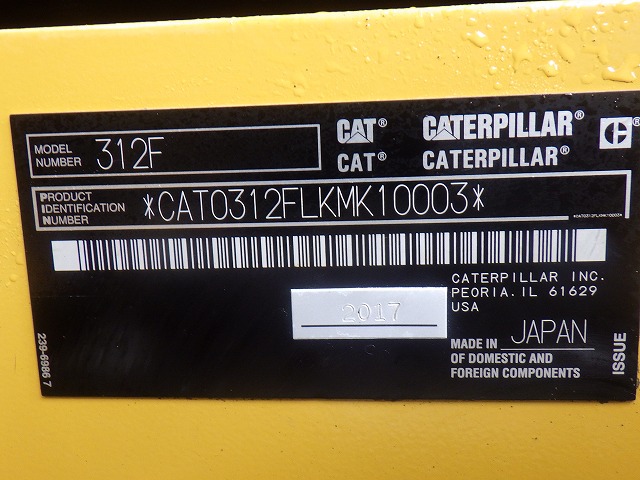 MODEL NUMBER 312F
CAT® CATERPILLAR®
CAT® CATERPILLAR®
PRODUCT IDENTIFICATION NUMBER *CAT0312FLKMK10003*
*CAT0312FLKMK10003*
CATERPILLAR INC.
PEORIA. IL 61629
USA
2017
MADE IN JAPAN
OF DOMESTIC AND
FOREIGN COMPONENTS
239-6986 7
ISSUE